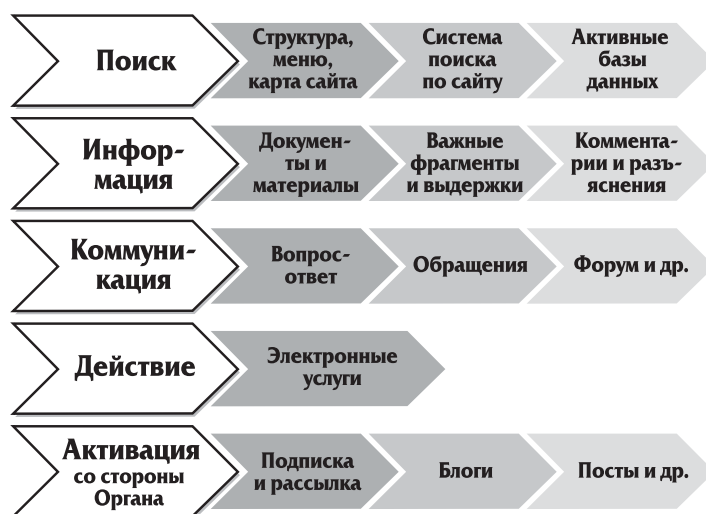 Поиск
Структура,
меню,
карта сайта
Система
поиска
по сайту
Активные
базы
данных
Инфор-
мация
Докумен-
ты и
материалы
Важные
фрагменты
и выдержки
Коммента-
рии и разъ-
яснения
Коммуни-
кация
Вопрос-
ответ
Обращения
Форум и др.
Действие
Электронные
услуги
Активация
со стороны
Органа
Подписка
и рассылка
Блоги
Посты и др.